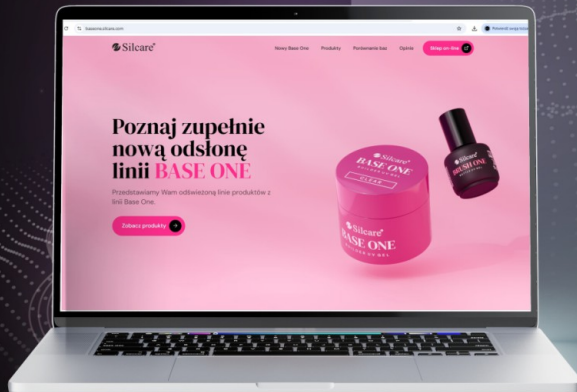 baseone.silcare.com
Silcare
Nowy Base One
Produkty
Porównanie baz
Opinie
Sklep on-line
Poznaj zupełnie
nową odsłonę
linii BASE ONE
Przedstawiamy Wam odświeżoną linie produktów z
linii Base One.
Zobacz produkty
Silcare
BASE ONE
CLEAR
Silcare
BASE ONE
Silcare
BRUSH ONE